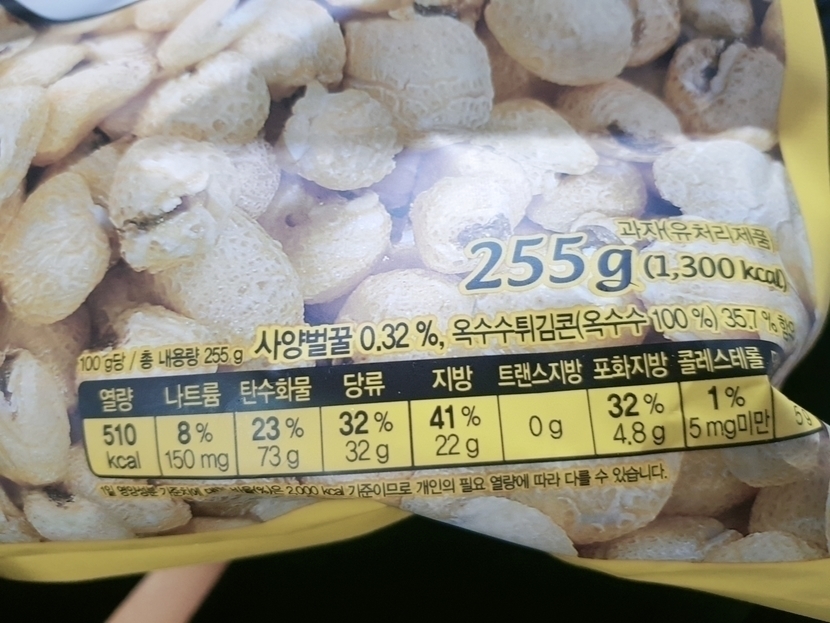 과자(유처리제품)
255 g (1,300 kcal)
사양벌꿀 0.32 %, 옥수수튀김콘(옥수수 100 %) 35.7 %
100 g당 / 총 내용량 255 g
열량 나트륨 탄수화물 당류 지방 트랜스지방 포화지방 콜레스테롤
510 kcal 8 % 150 mg 23 % 73 g 32 % 32 g 41 % 22 g 0 g 32 % 4.8 g 1 % 5 mg미만
2,000 kcal 기준이므로 개인의 필요 열량에 따라 다를 수 있습니다.